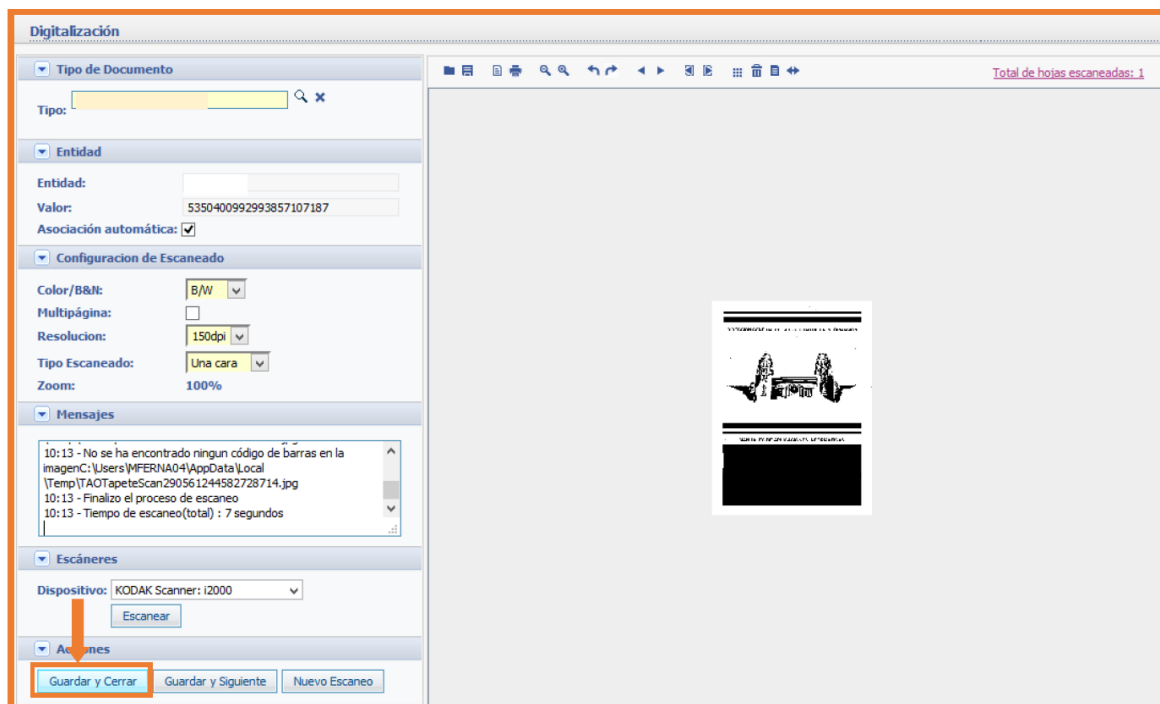 Digitalización
Tipo de Documento
Tipo:
Entidad
Entidad:
Valor: 5350400992993857107187
Asociación automática:
Configuracion de Escaneado
Color/B&N: B/W
Multipágina:
Resolucion: 150dpi
Tipo Escaneado: Una cara
Zoom: 100%
Mensajes
10:13 - No se ha encontrado ningun código de barras en la
imagenC:\Users\MFERNA04\AppData\Local
\Temp\TAOTapeteScan290561244582728714.jpg
10:13 - Finalizo el proceso de escaneo
10:13 - Tiempo de escaneo(total) : 7 segundos
Escáneres
Dispositivo: KODAK Scanner: i2000
Escanear
Guardar y Cerrar Guardar y Siguiente Nuevo Escaneo
Total de hojas escaneadas: 1